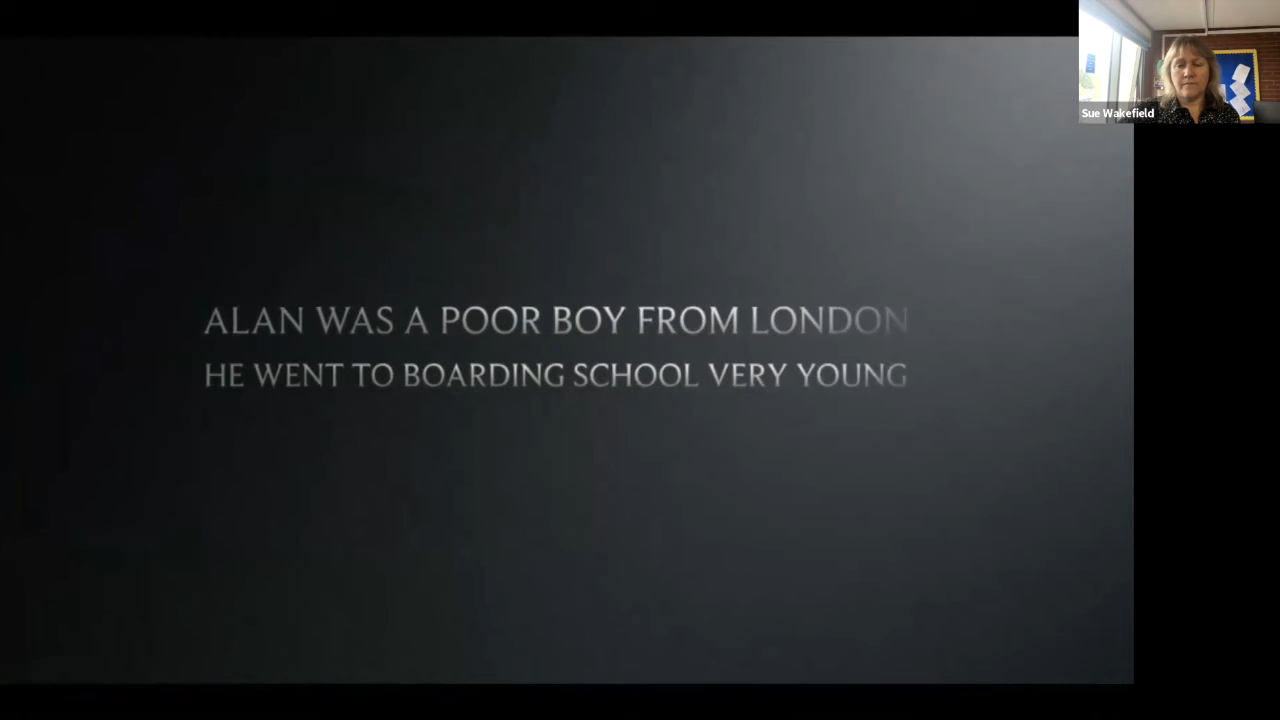 Sue Wakefield
ALAN WAS A POOR BOY FROM LONDON
HE WENT TO BOARDING SCHOOL VERY YOUNG